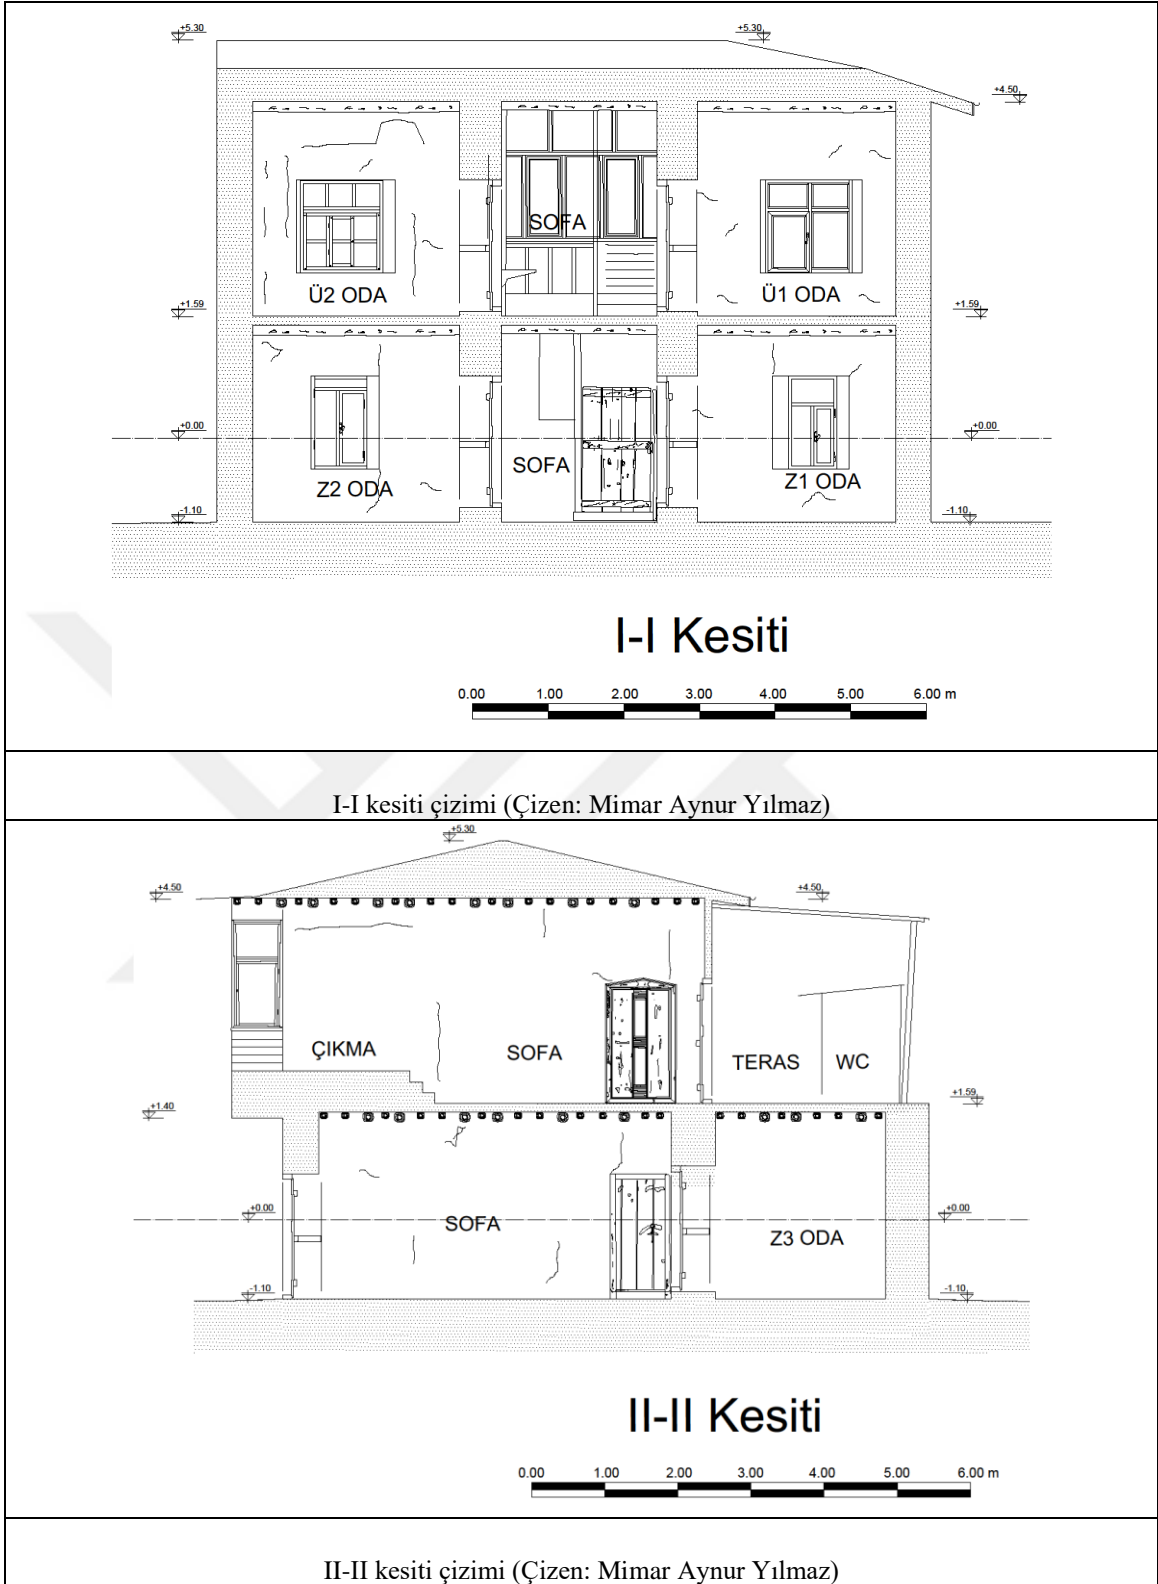 +5.30 +5.30
+4.50
SOFA
Ü2 ODA Ü1 ODA
+1.59 +1.59
+0.00 +0.00
SOFA
Z2 ODA Z1 ODA
-1.10 -1.10
I-I Kesiti
0.00 1.00 2.00 3.00 4.00 5.00 6.00 m
I-I kesiti çizimi (Çizen: Mimar Aynur Yılmaz)
+5.30
+4.50 +4.50
ÇIKMA SOFA TERAS WC
+1.40 +1.59
+0.00 +0.00
SOFA Z3 ODA
-1.10 -1.10
II-II Kesiti
0.00 1.00 2.00 3.00 4.00 5.00 6.00 m
II-II kesiti çizimi (Çizen: Mimar Aynur Yılmaz)